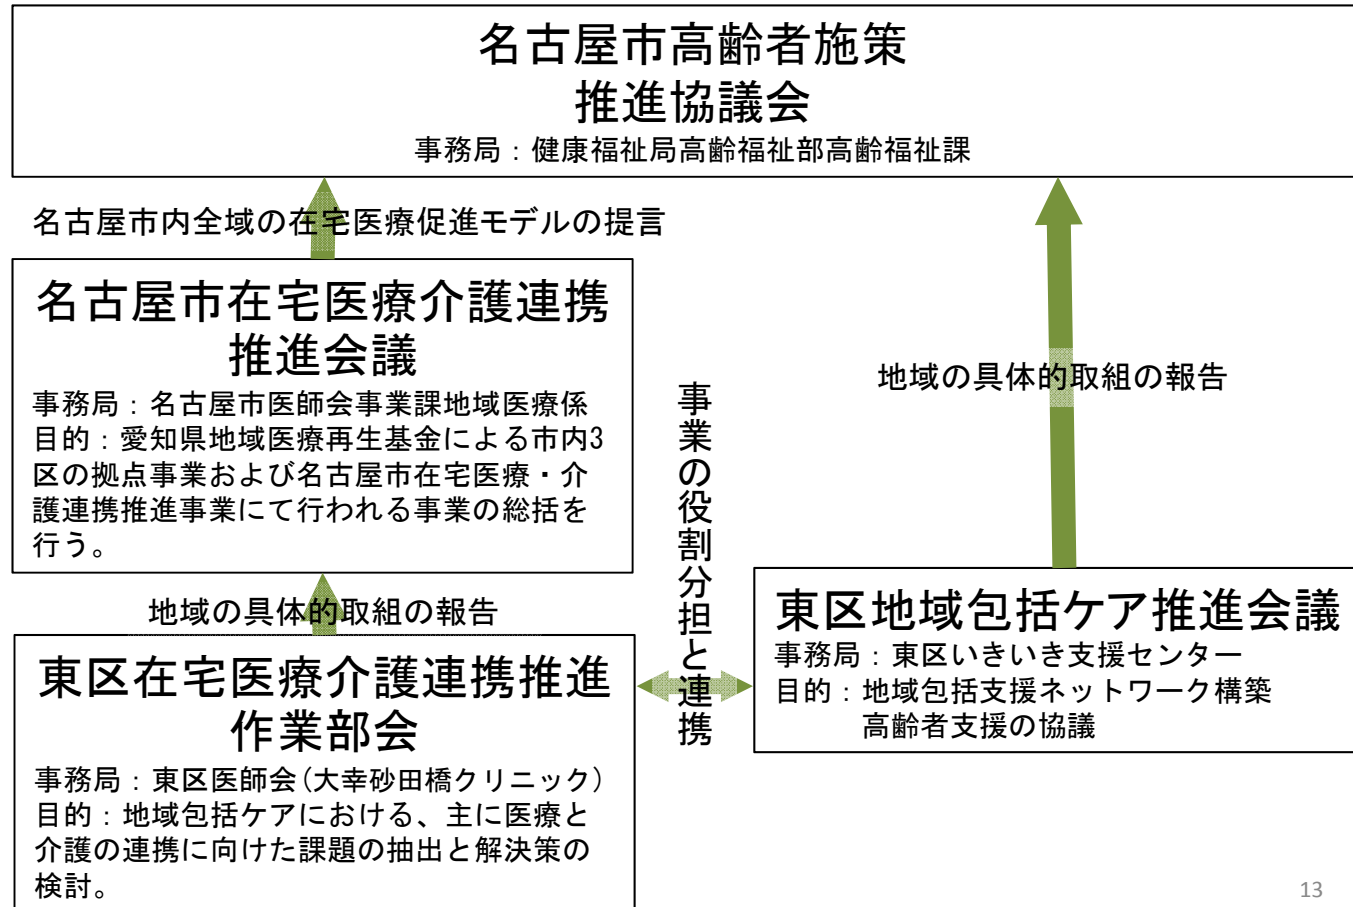 名古屋市高齢者施策
推進協議会
事務局：健康福祉局高齢福祉部高齢福祉課
名古屋市内全域の在宅医療促進モデルの提言
名古屋市在宅医療介護連携
推進会議
事務局：名古屋市医師会事業課地域医療係
目的：愛知県地域医療再生基金による市内3
区の拠点事業および名古屋市在宅医療・介
護連携推進事業にて行われる事業の総括を
行う。
地域の具体的取組の報告
東区在宅医療介護連携推進
作業部会
事務局：東区医師会(大幸砂田橋クリニック)
目的：地域包括ケアにおける、主に医療と
介護の連携に向けた課題の抽出と解決策の
検討。
事業の役割分担と連携
地域の具体的取組の報告
東区地域包括ケア推進会議
事務局：東区いきいき支援センター
目的：地域包括支援ネットワーク構築
高齢者支援の協議
13